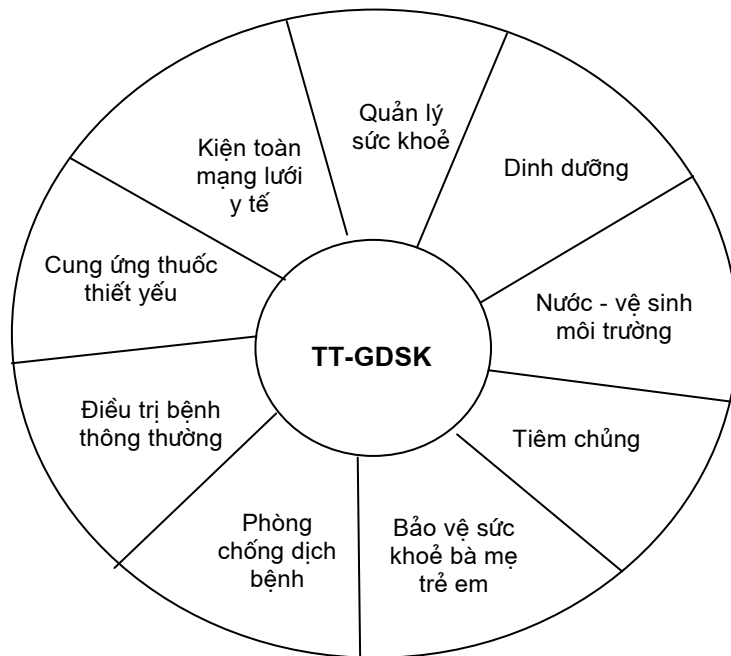 Quản lý
sức khoẻ
Kiện toàn
mạng lưới
y tế
Dinh dưỡng
Cung ứng thuốc
thiết yếu
Nước - vệ sinh
môi trường
TT-GDSK
Điều trị bệnh
thông thường
Tiêm chủng
Phòng
chống dịch
bệnh
Bảo vệ sức
khoẻ bà mẹ
trẻ em